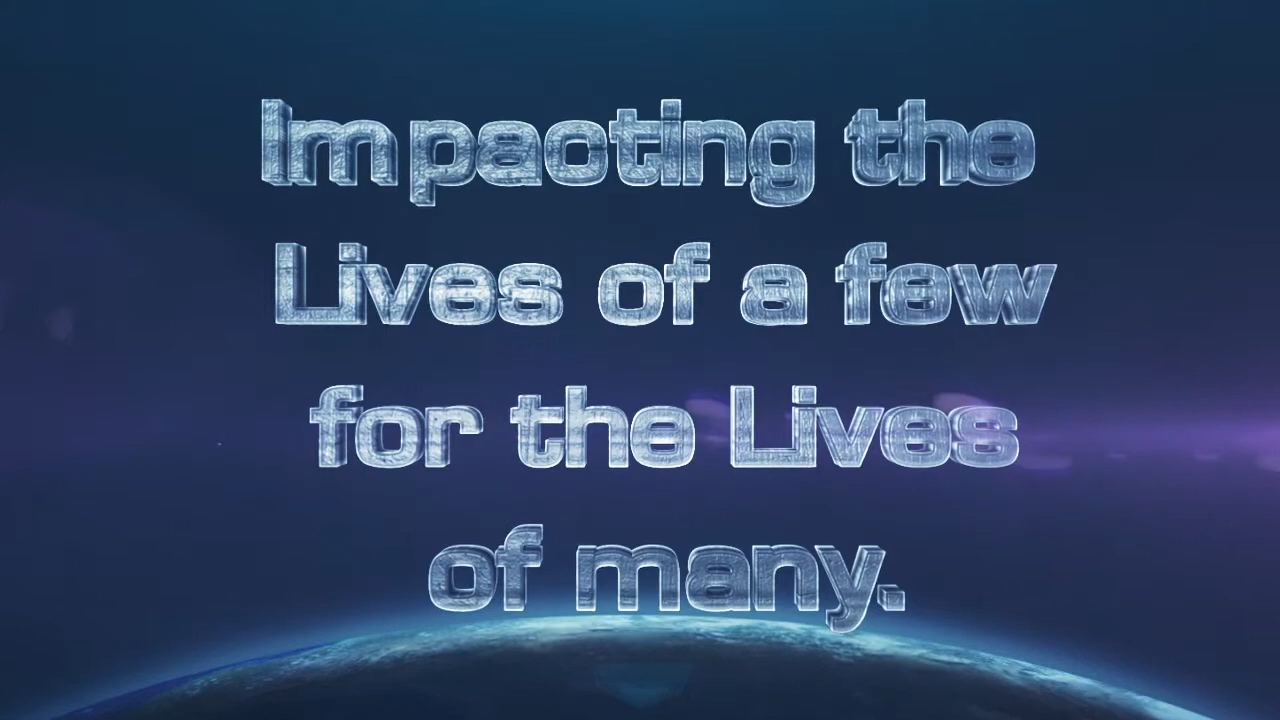 Impacting the
Lives of a few
for the Lives
of many.